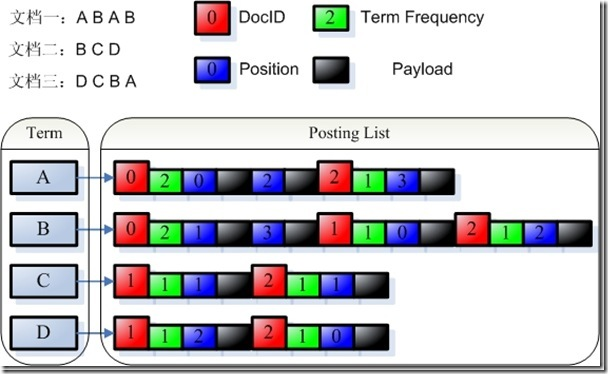 文档一：A B A B
文档二：B C D
文档三：D C B A
0 DocID 2 Term Frequency
0 Position Payload
Term Posting List
A 0 2 0 2 2 1 3
B 0 2 1 3 1 1 0 2 1 2
C 1 1 1 2 1 1
D 1 1 2 2 1 0